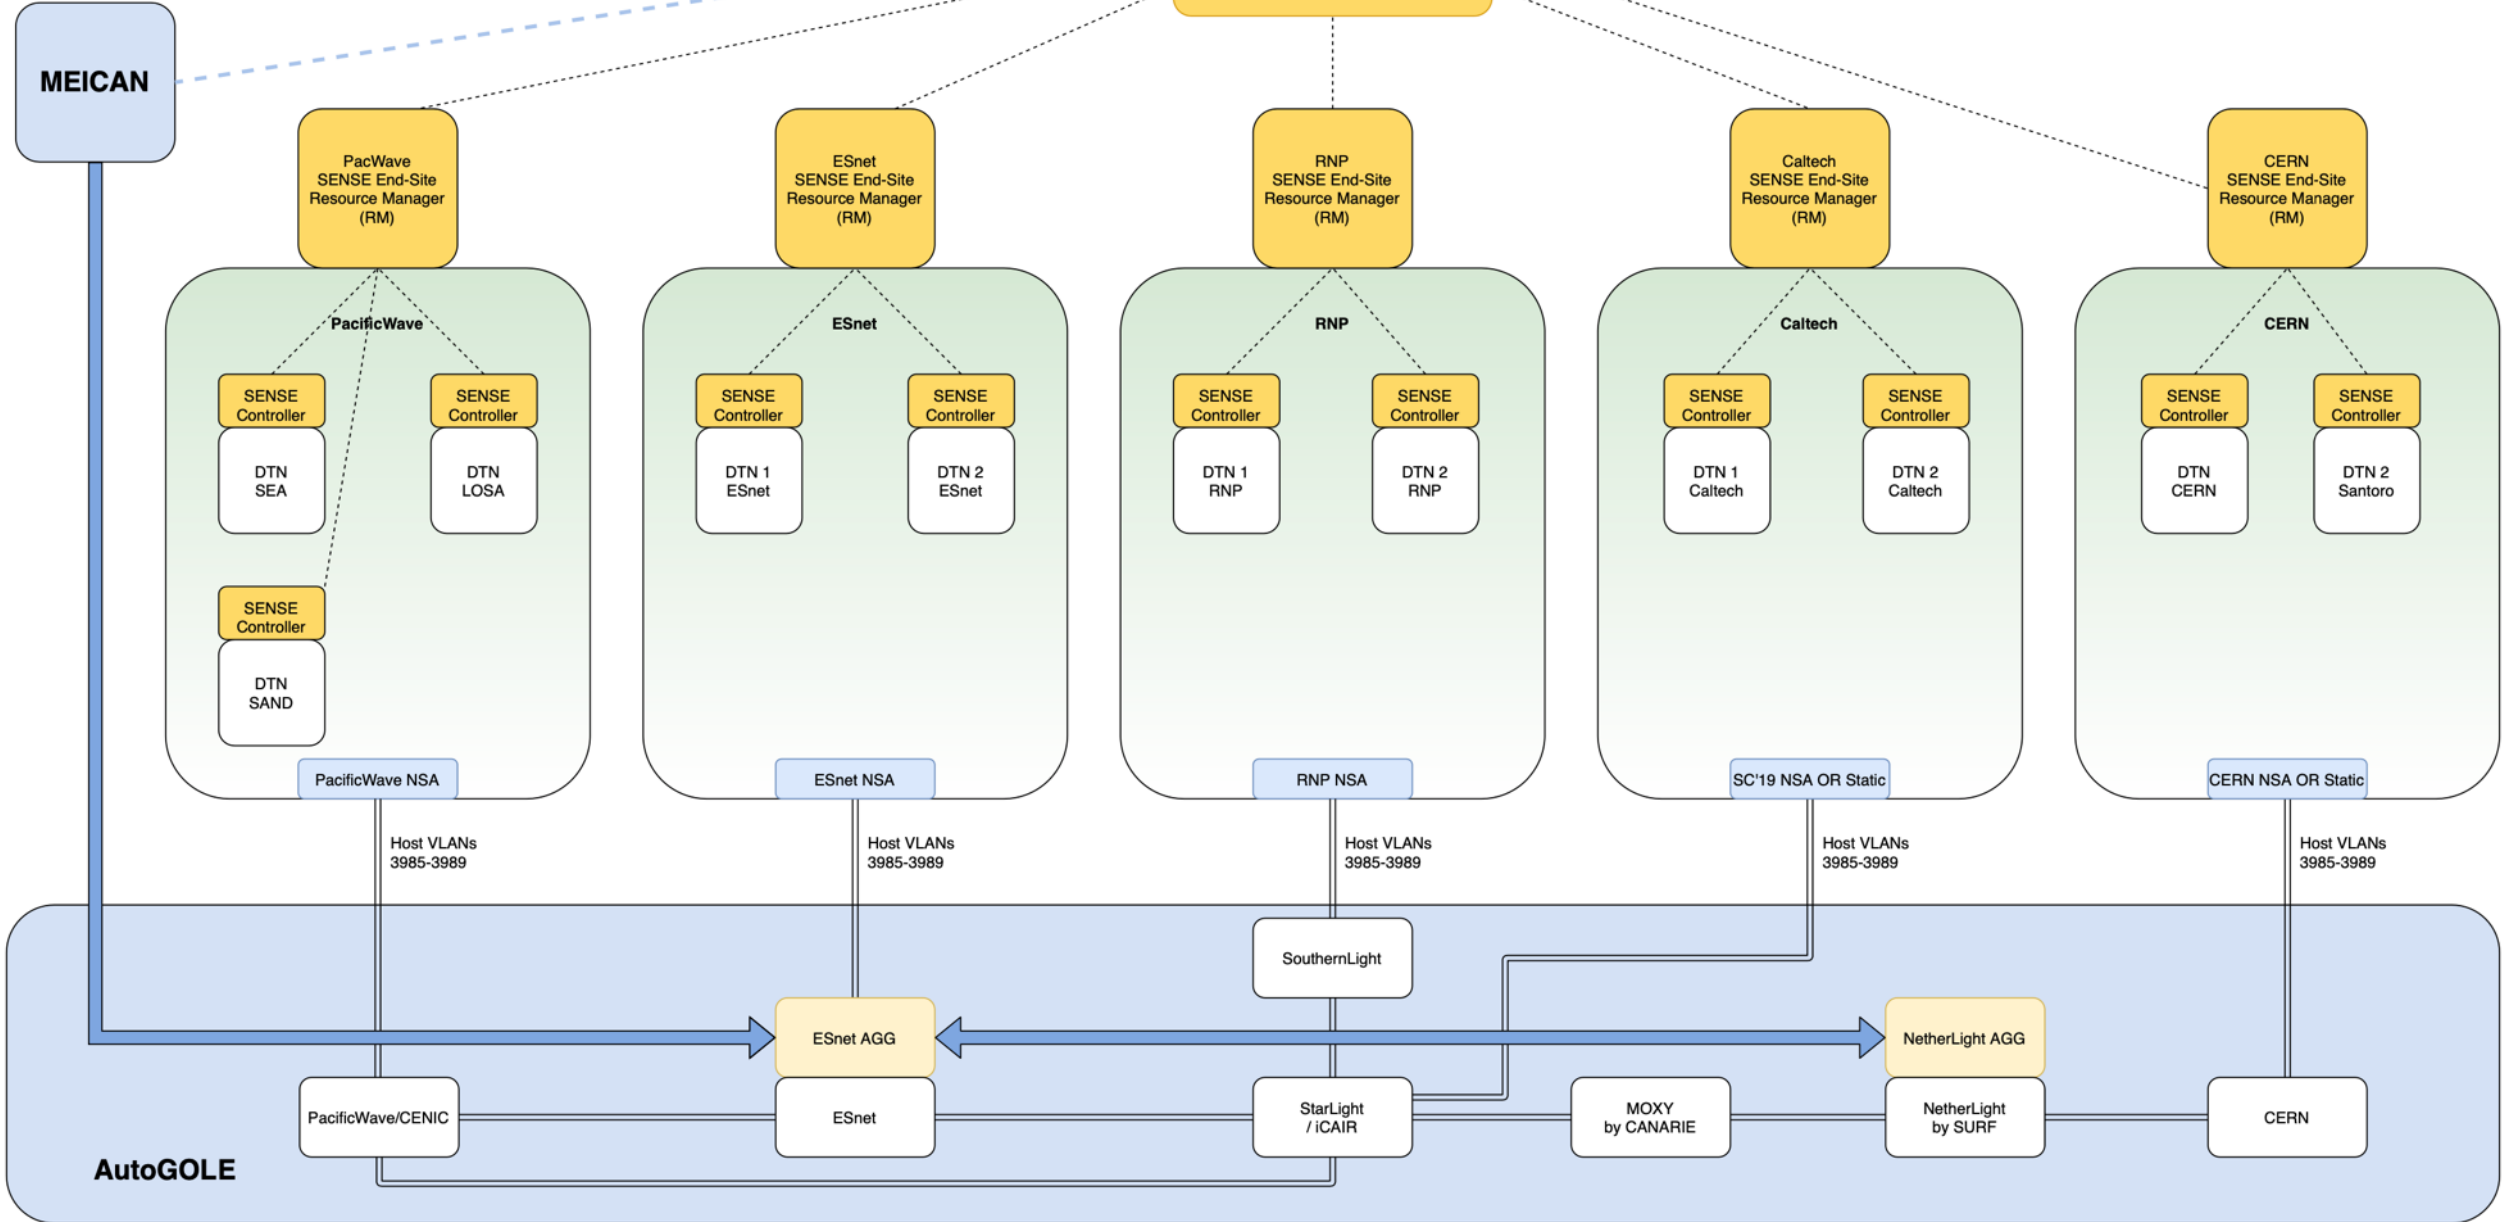 MEICAN
PacWave
SENSE End-Site
Resource Manager
(RM)
ESnet
SENSE End-Site
Resource Manager
(RM)
RNP
SENSE End-Site
Resource Manager
(RM)
Caltech
SENSE End-Site
Resource Manager
(RM)
CERN
SENSE End-Site
Resource Manager
(RM)
PacificWave
ESnet
RNP
Caltech
CERN
SENSE
Controller
DTN
SEA
SENSE
Controller
DTN
LOSA
SENSE
Controller
DTN 1
ESnet
SENSE
Controller
DTN 2
ESnet
SENSE
Controller
DTN 1
RNP
SENSE
Controller
DTN 2
RNP
SENSE
Controller
DTN 1
Caltech
SENSE
Controller
DTN 2
Caltech
SENSE
Controller
DTN
CERN
SENSE
Controller
DTN 2
Santoro
SENSE
Controller
DTN
SAND
PacificWave NSA
ESnet NSA
RNP NSA
SC'19 NSA OR Static
CERN NSA OR Static
Host VLANs
3985-3989
Host VLANs
3985-3989
Host VLANs
3985-3989
Host VLANs
3985-3989
Host VLANs
3985-3989
SouthernLight
ESnet AGG
NetherLight AGG
PacificWave/CENIC
ESnet
StarLight
/ iCAIR
MOXY
by CANARIE
NetherLight
by SURF
CERN
AutoGOLE